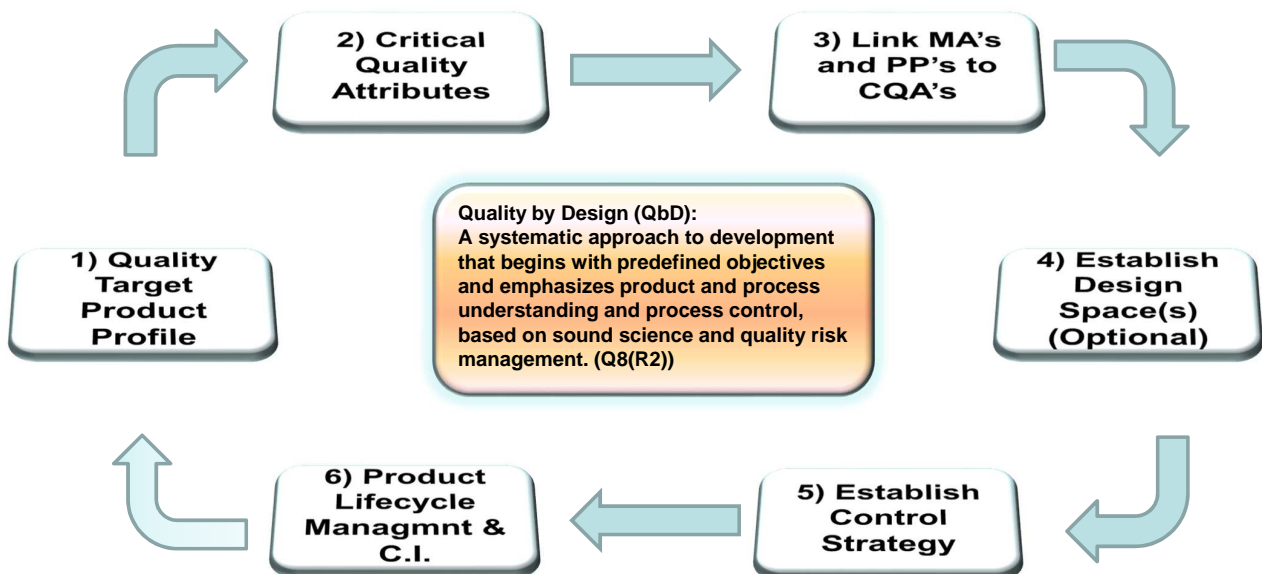 2) Critical
Quality
Attributes
3) Link MA’s
and PP’s to
CQA’s
Quality by Design (QbD):
A systematic approach to development
that begins with predefined objectives
and emphasizes product and process
understanding and process control,
based on sound science and quality risk
management. (Q8(R2))
1) Quality
Target
Product
Profile
4) Establish
Design
Space(s)
(Optional)
6) Product
Lifecycle
Managmnt &
C.I.
5) Establish
Control
Strategy